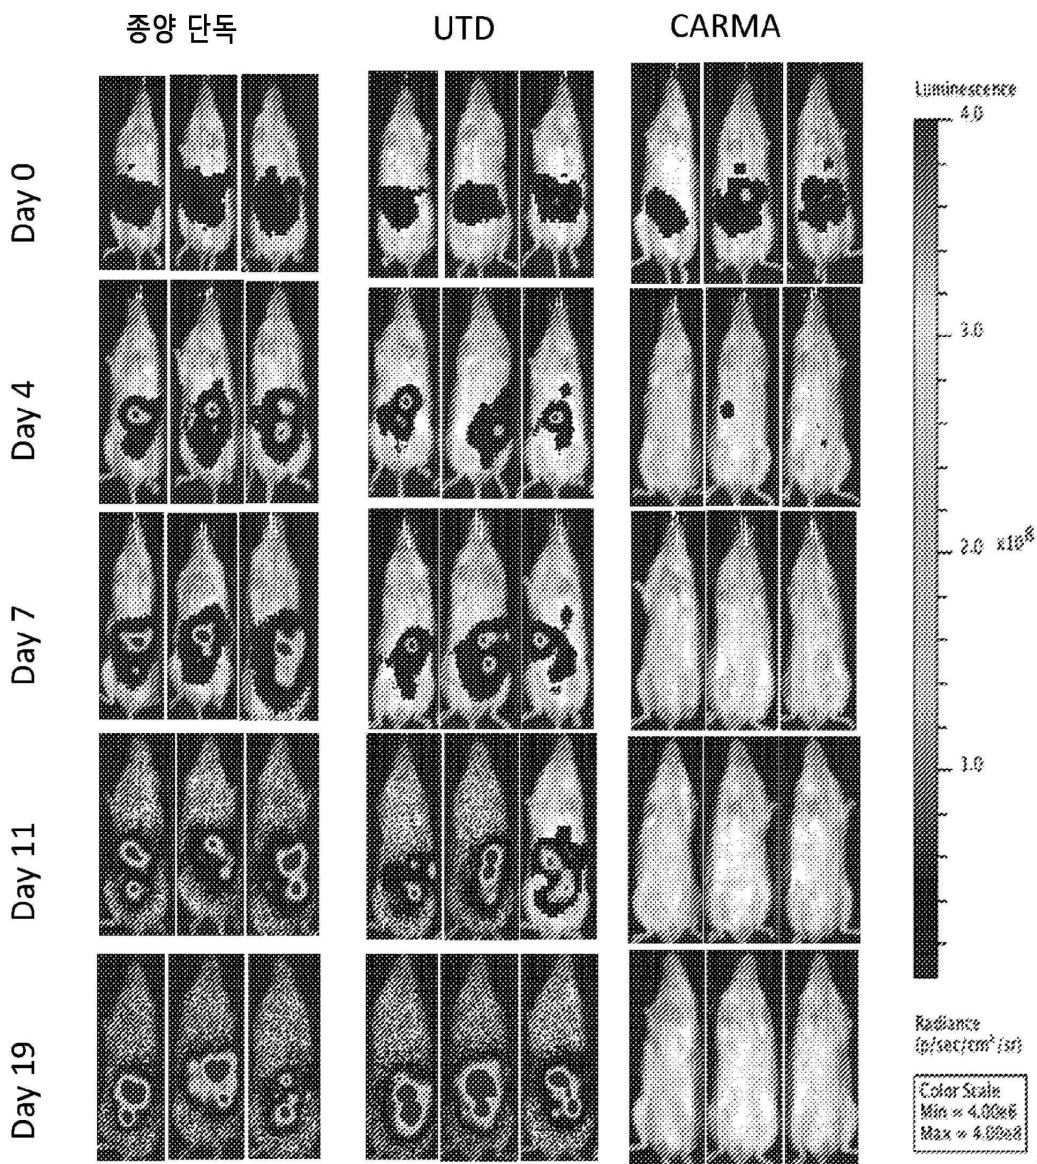 종양 단독
UTD
CARMA
Day 0
Day 4
Day 7
Day 11
Day 19
Luminescence
4.0
3.0
2.0
x10⁸
1.0
Radiance
(p/sec/cm²/sr)
Color Scale
Min = 4.00e6
Max = 4.00e8